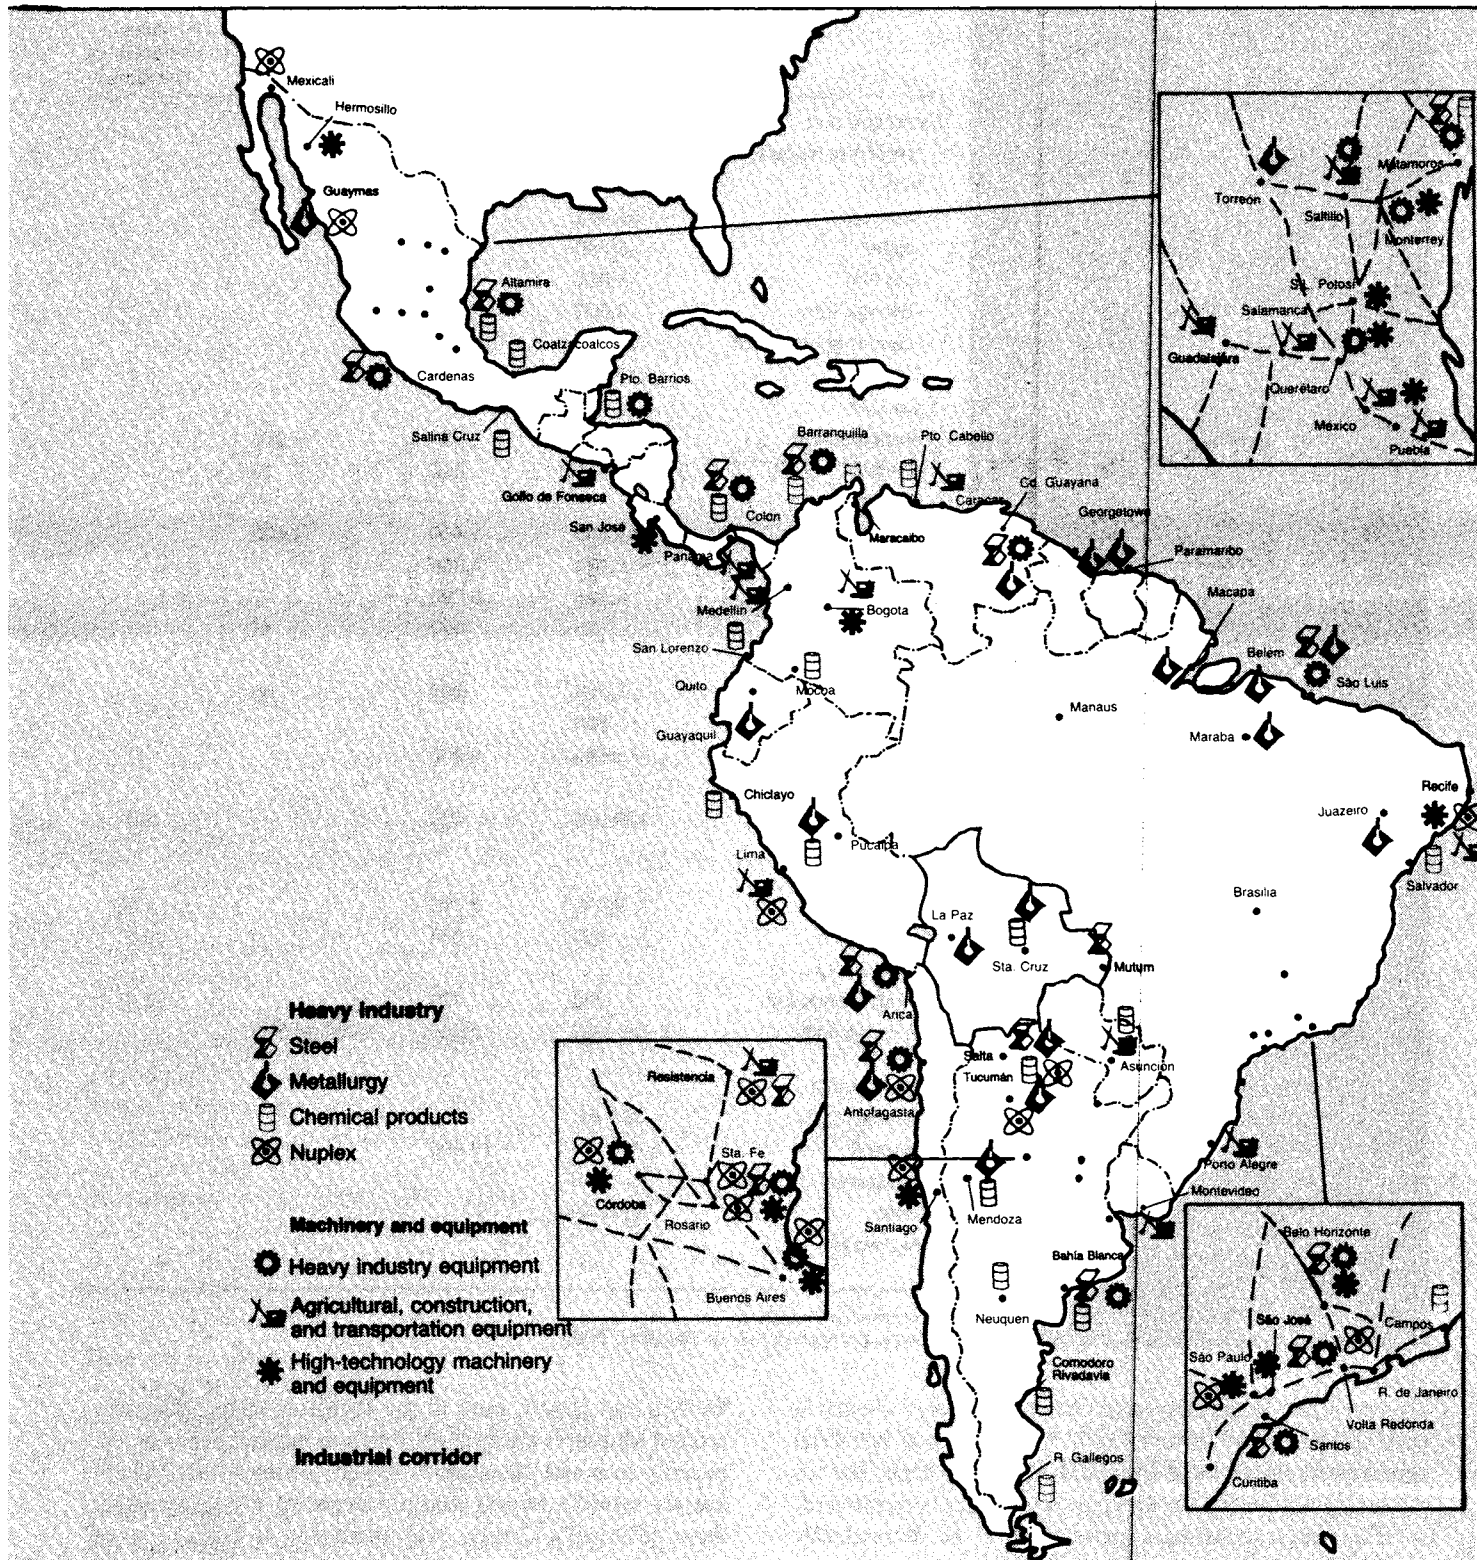 Mexicali
Hermosillo
Guaymas
Altamira
Coatzacoalcos
Cardenas
Pto. Barrios
Salina Cruz
Golfo de Fonseca
San José
Barranquilla
Pto. Cabello
Colón
Caracas
Cd. Guayana
Georgetown
Maracaibo
Panama
Paramaribo
Medellín
Bogota
Macapa
San Lorenzo
Belem
Quito
Mocoa
São Luis
Manaus
Guayaquil
Maraba
Chiclayo
Recife
Juazeiro
Pucalpa
Lima
Salvador
Brasília
La Paz
Sta. Cruz
Mutum
Arica
Salta
Asunción
Tucumán
Antofagasta
Porto Alegre
Montevideo
Santiago
Mendoza
Bahía Blanca
Neuquen
Comodoro
Rivadavia
R. Gallegos
Torreón
Saltillo
Matamoros
Monterrey
S.L. Potosí
Salamanca
Guadalajara
Querétaro
México
Puebla
Heavy industry
Steel
Metallurgy
Chemical products
Nuplex
Machinery and equipment
Heavy industry equipment
Agricultural, construction,
and transportation equipment
High-technology machinery
and equipment
Industrial corridor
Resistencia
Sta. Fe
Córdoba
Rosario
Buenos Aires
Belo Horizonte
São José
Campos
São Paulo
R. de Janeiro
Volta Redonda
Santos
Curitiba